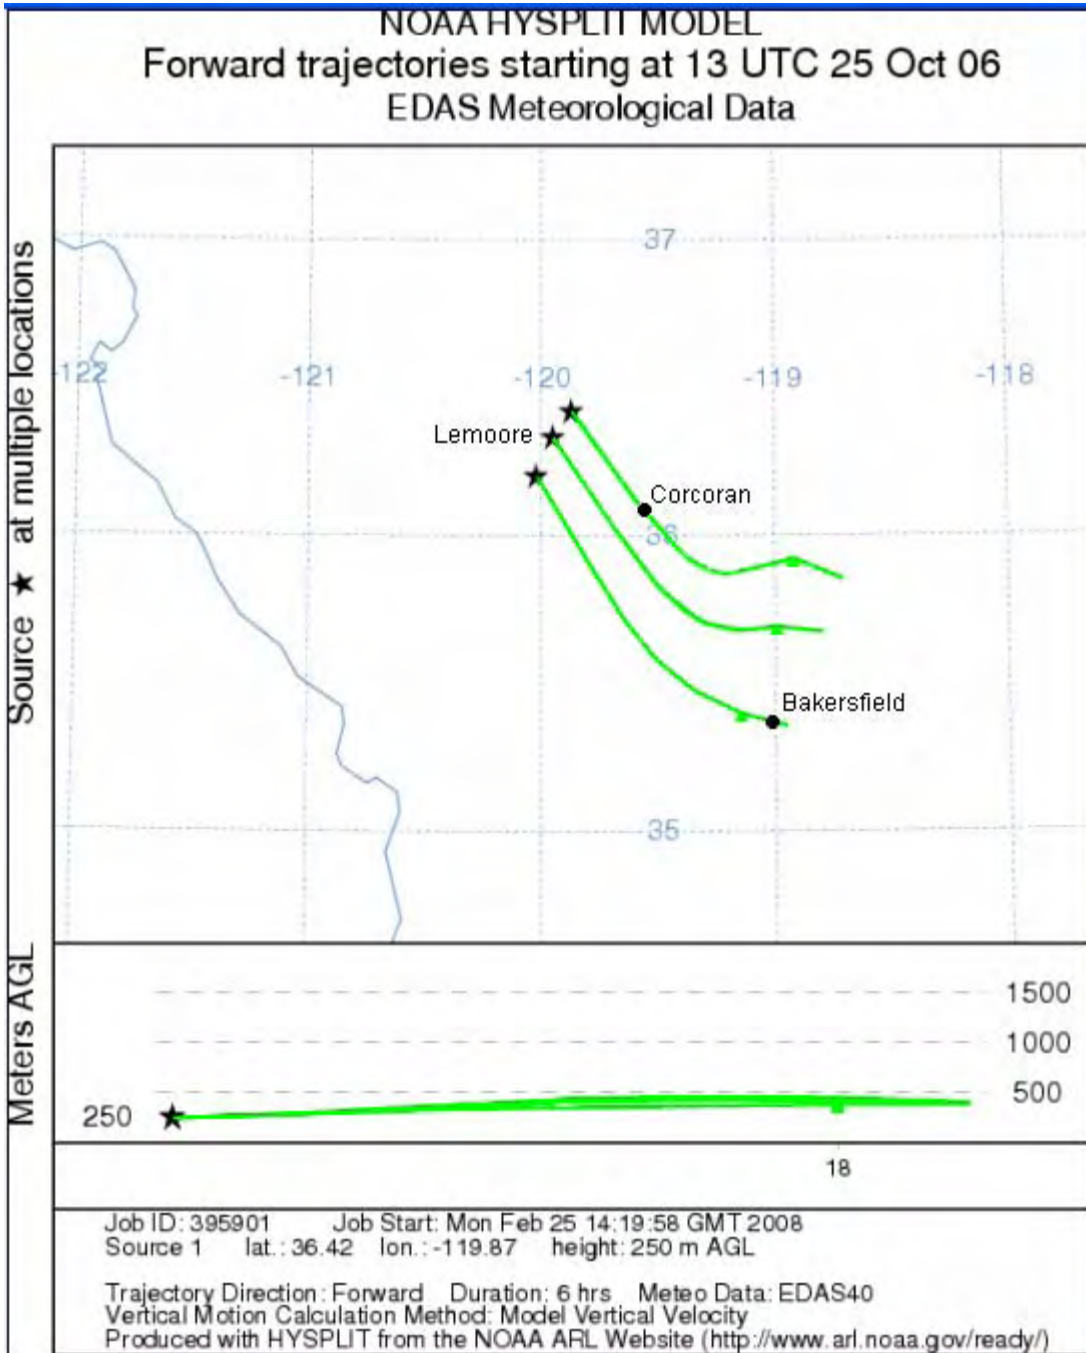 NOAA HYSPLIT MODEL
Forward trajectories starting at 13 UTC 25 Oct 06
EDAS Meteorological Data
Source ★ at multiple locations
37
-122
-121
-120
-119
-118
Lemoore
Corcoran
36
Bakersfield
35
Meters AGL
1500
1000
500
250
18
Job ID: 395901 Job Start: Mon Feb 25 14:19:58 GMT 2008
Source 1 lat.: 36.42 lon.: -119.87 height: 250 m AGL
Trajectory Direction: Forward Duration: 6 hrs Meteo Data: EDAS40
Vertical Motion Calculation Method: Model Vertical Velocity
Produced with HYSPLIT from the NOAA ARL Website (http://www.arl.noaa.gov/ready/)